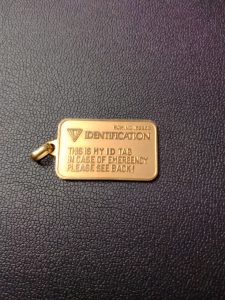 IDENTIFICATION
THIS IS MY ID TAB
IN CASE OF EMERGENCY
PLEASE SEE BACK!